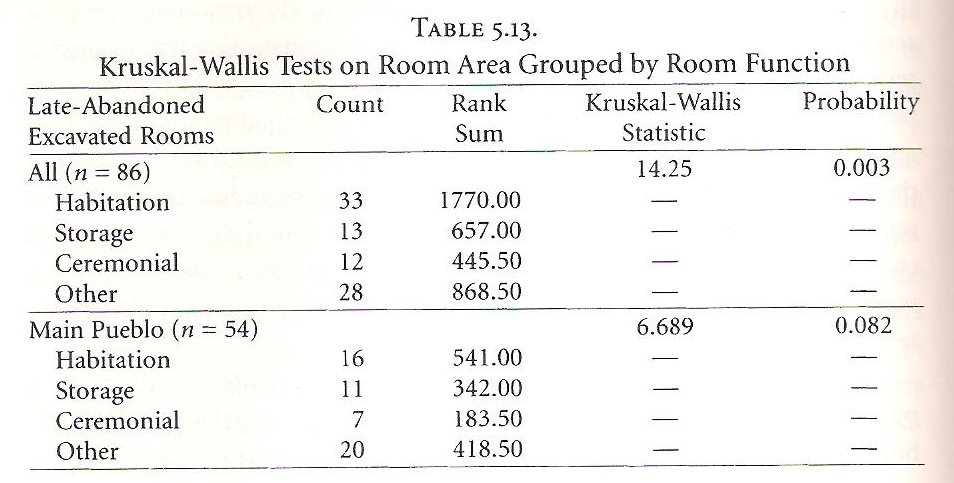 TABLE 5.13.
Kruskal-Wallis Tests on Room Area Grouped by Room Function
Late-Abandoned Count Rank Kruskal-Wallis Probability
Excavated Rooms Sum Statistic
All (n = 86) 14.25 0.003
Habitation 33 1770.00 — —
Storage 13 657.00 — —
Ceremonial 12 445.50 — —
Other 28 868.50 — —
Main Pueblo (n = 54) 6.689 0.082
Habitation 16 541.00 — —
Storage 11 342.00 — —
Ceremonial 7 183.50 — —
Other 20 418.50 — —